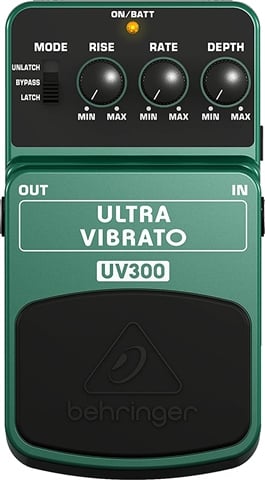 ON/BATT
MODE RISE RATE DEPTH
UNLATCH
BYPASS
LATCH
MIN MAX MIN MAX MIN MAX
OUT IN
ULTRA
VIBRATO
UV300
behringer